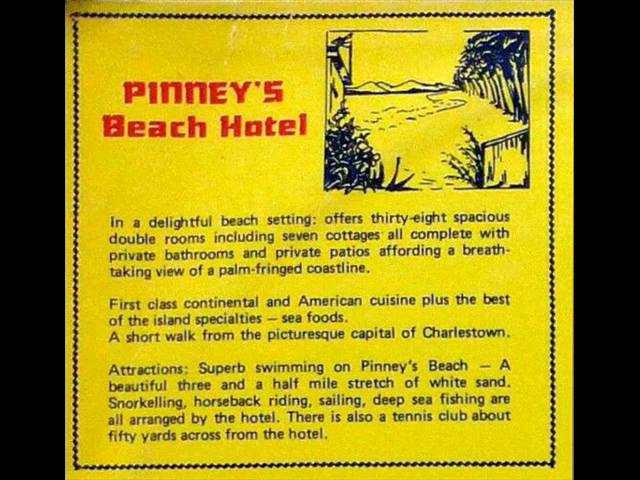 PINNEY'S
Beach Hotel
In a delightful beach setting: offers thirty-eight spacious
double rooms including seven cottages all complete with
private bathrooms and private patios affording a breath-
taking view of a palm-fringed coastline.
First class continental and American cuisine plus the best
of the island specialties — sea foods.
A short walk from the picturesque capital of Charlestown.
Attractions: Superb swimming on Pinney's Beach — A
beautiful three and a half mile stretch of white sand.
Snorkelling, horseback riding, sailing, deep sea fishing are
all arranged by the hotel. There is also a tennis club about
fifty yards across from the hotel.